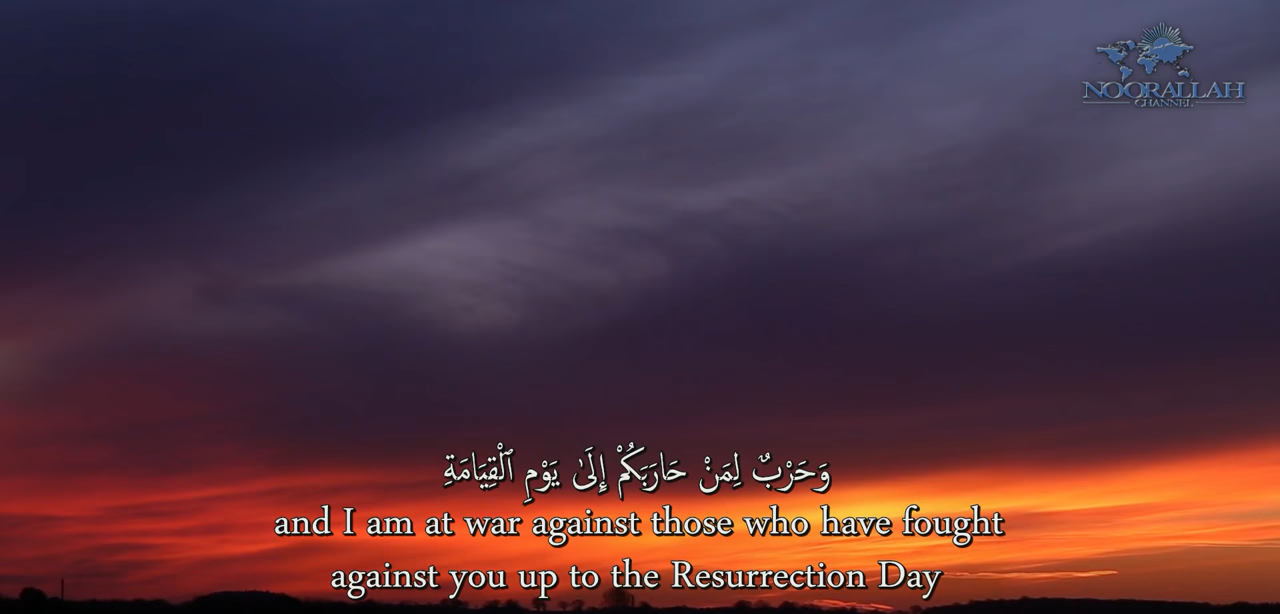 NOORALLAH
CHANNEL
وَحَرْبٌ لِمَنْ حَارَبَكُمْ إِلَىٰ يَوْمِ ٱلْقِيَامَةِ
and I am at war against those who have fought
against you up to the Resurrection Day